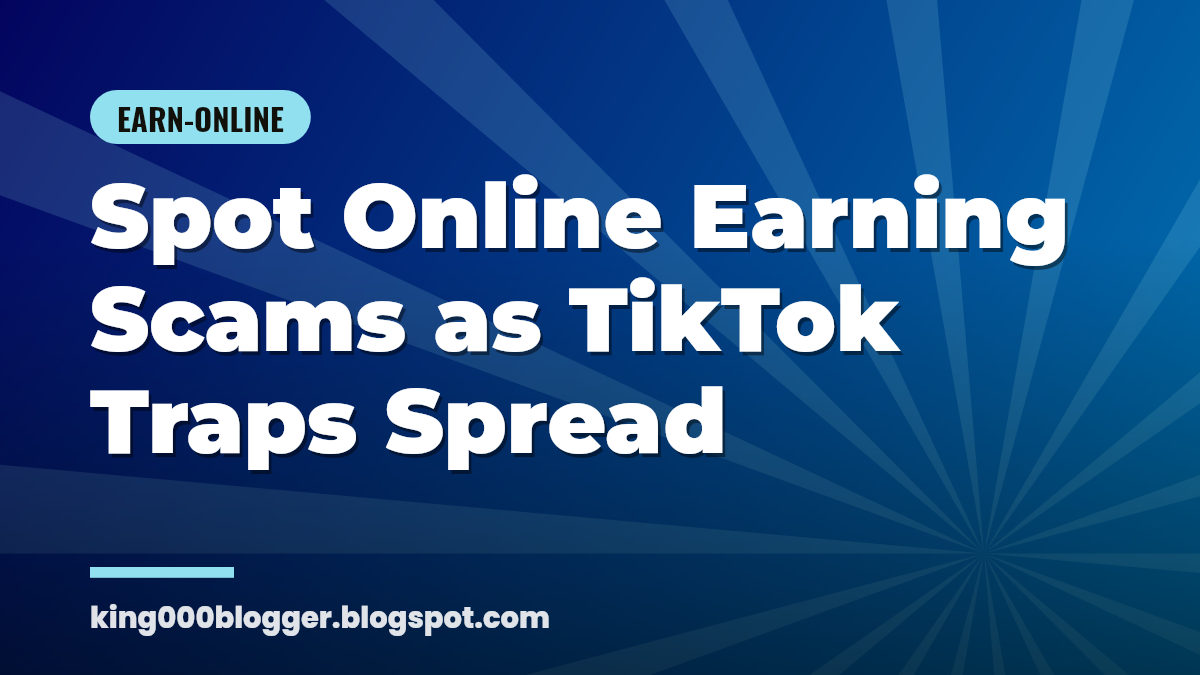 EARN-ONLINE
Spot Online Earning
Scams as TikTok
Traps Spread
king000blogger.blogspot.com